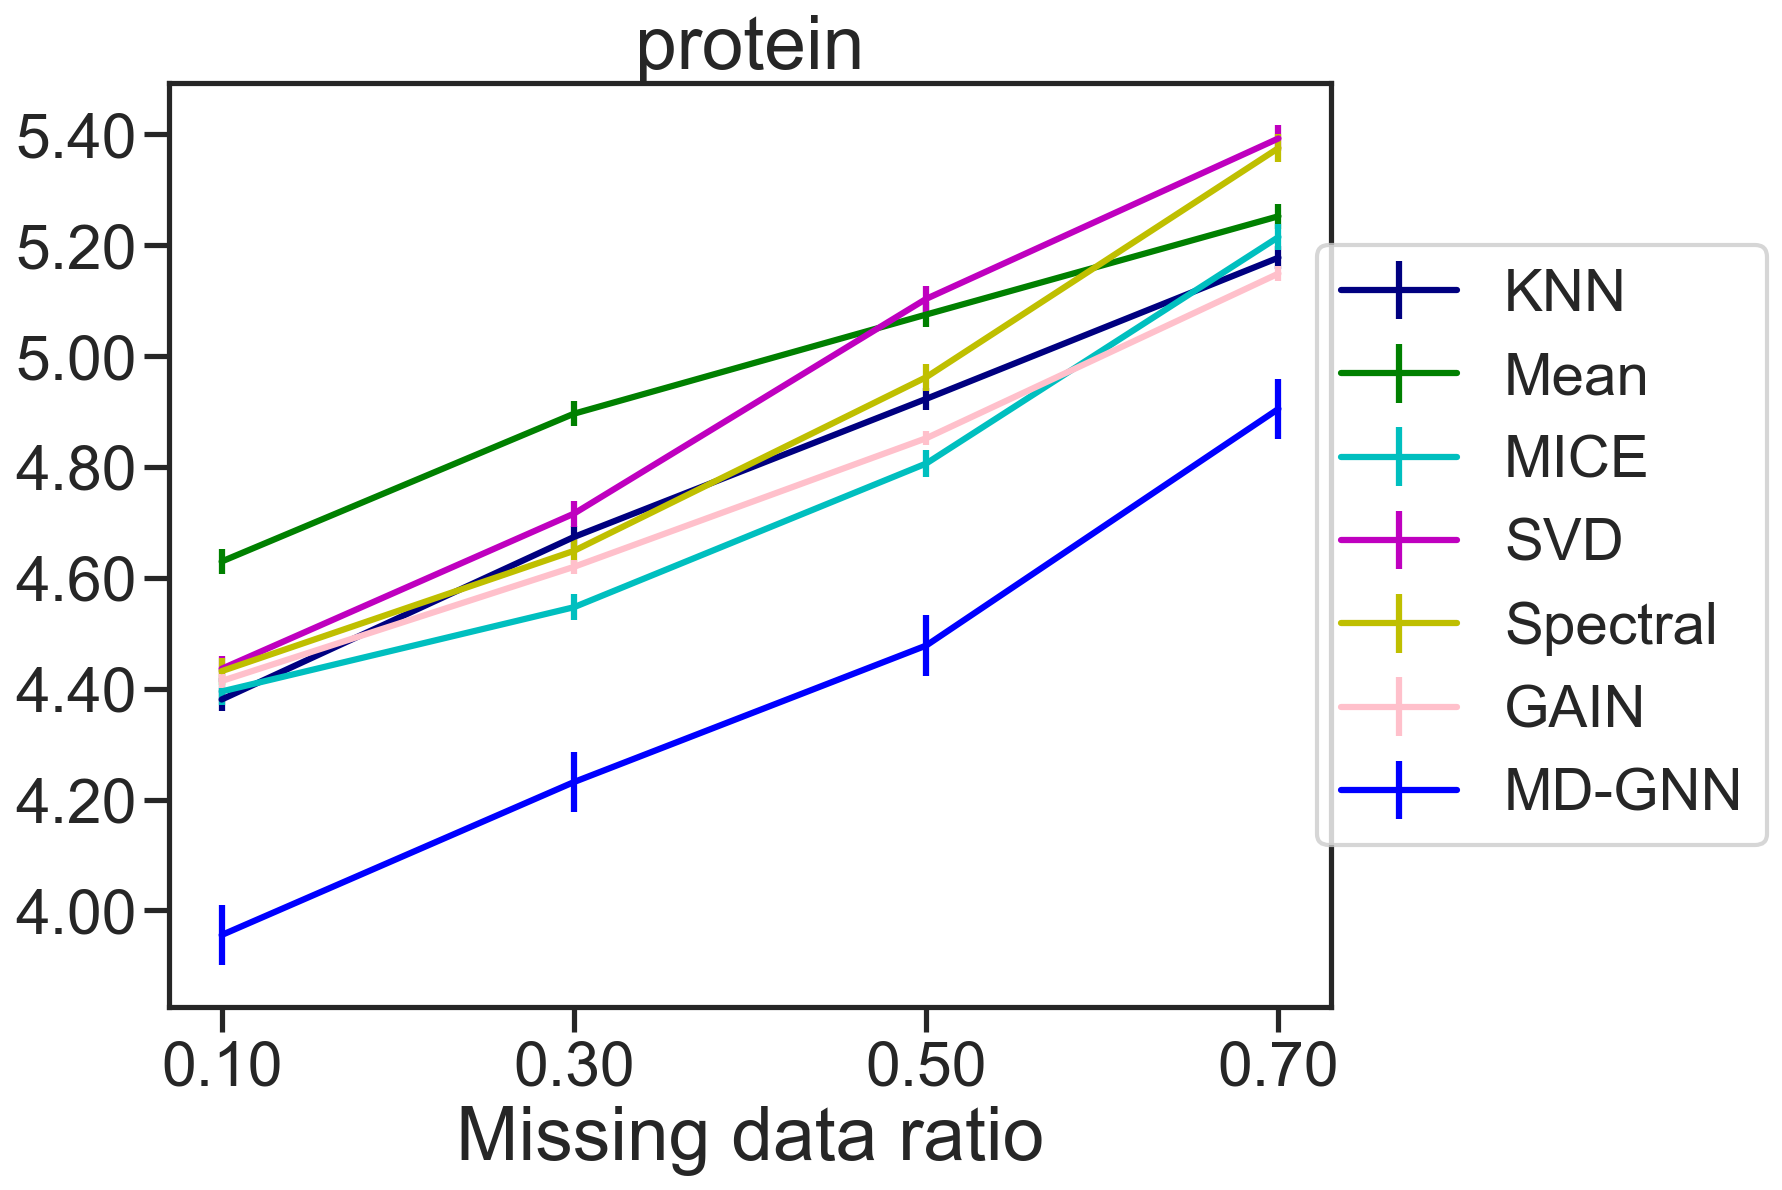 protein
5.40
5.20
5.00
4.80
4.60
4.40
4.20
4.00
0.10 0.30 0.50 0.70
Missing data ratio
KNN
Mean
MICE
SVD
Spectral
GAIN
MD-GNN